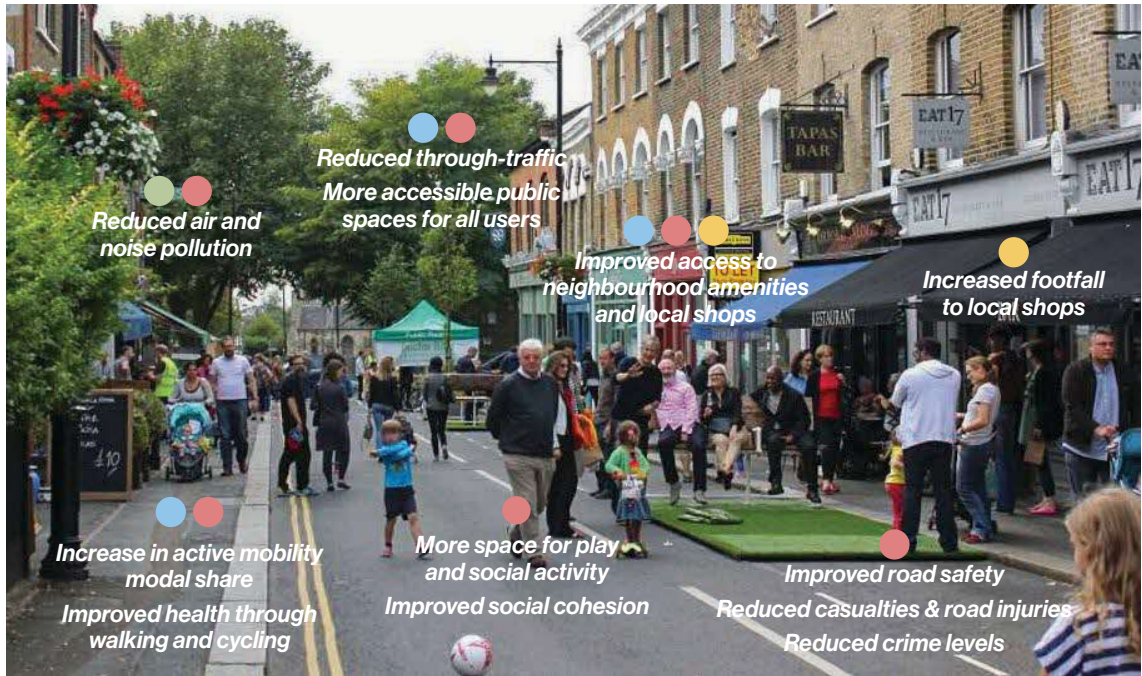 Reduced through-traffic
More accessible public
spaces for all users
Reduced air and
noise pollution
TAPAS
BAR
EAT17
EAT17
EAT17
Improved access to
neighbourhood amenities
and local shops
TO LET
Increased footfall
to local shops
RESTAURANT
£10
Increase in active mobility
modal share
Improved health through
walking and cycling
More space for play
and social activity
Improved social cohesion
Improved road safety
Reduced casualties & road injuries
Reduced crime levels